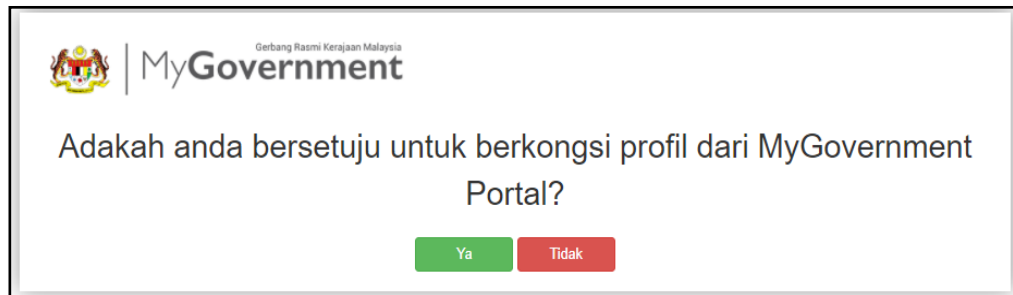 Gerbang Rasmi Kerajaan Malaysia
MyGovernment
Adakah anda bersetuju untuk berkongsi profil dari MyGovernment
Portal?
Ya Tidak